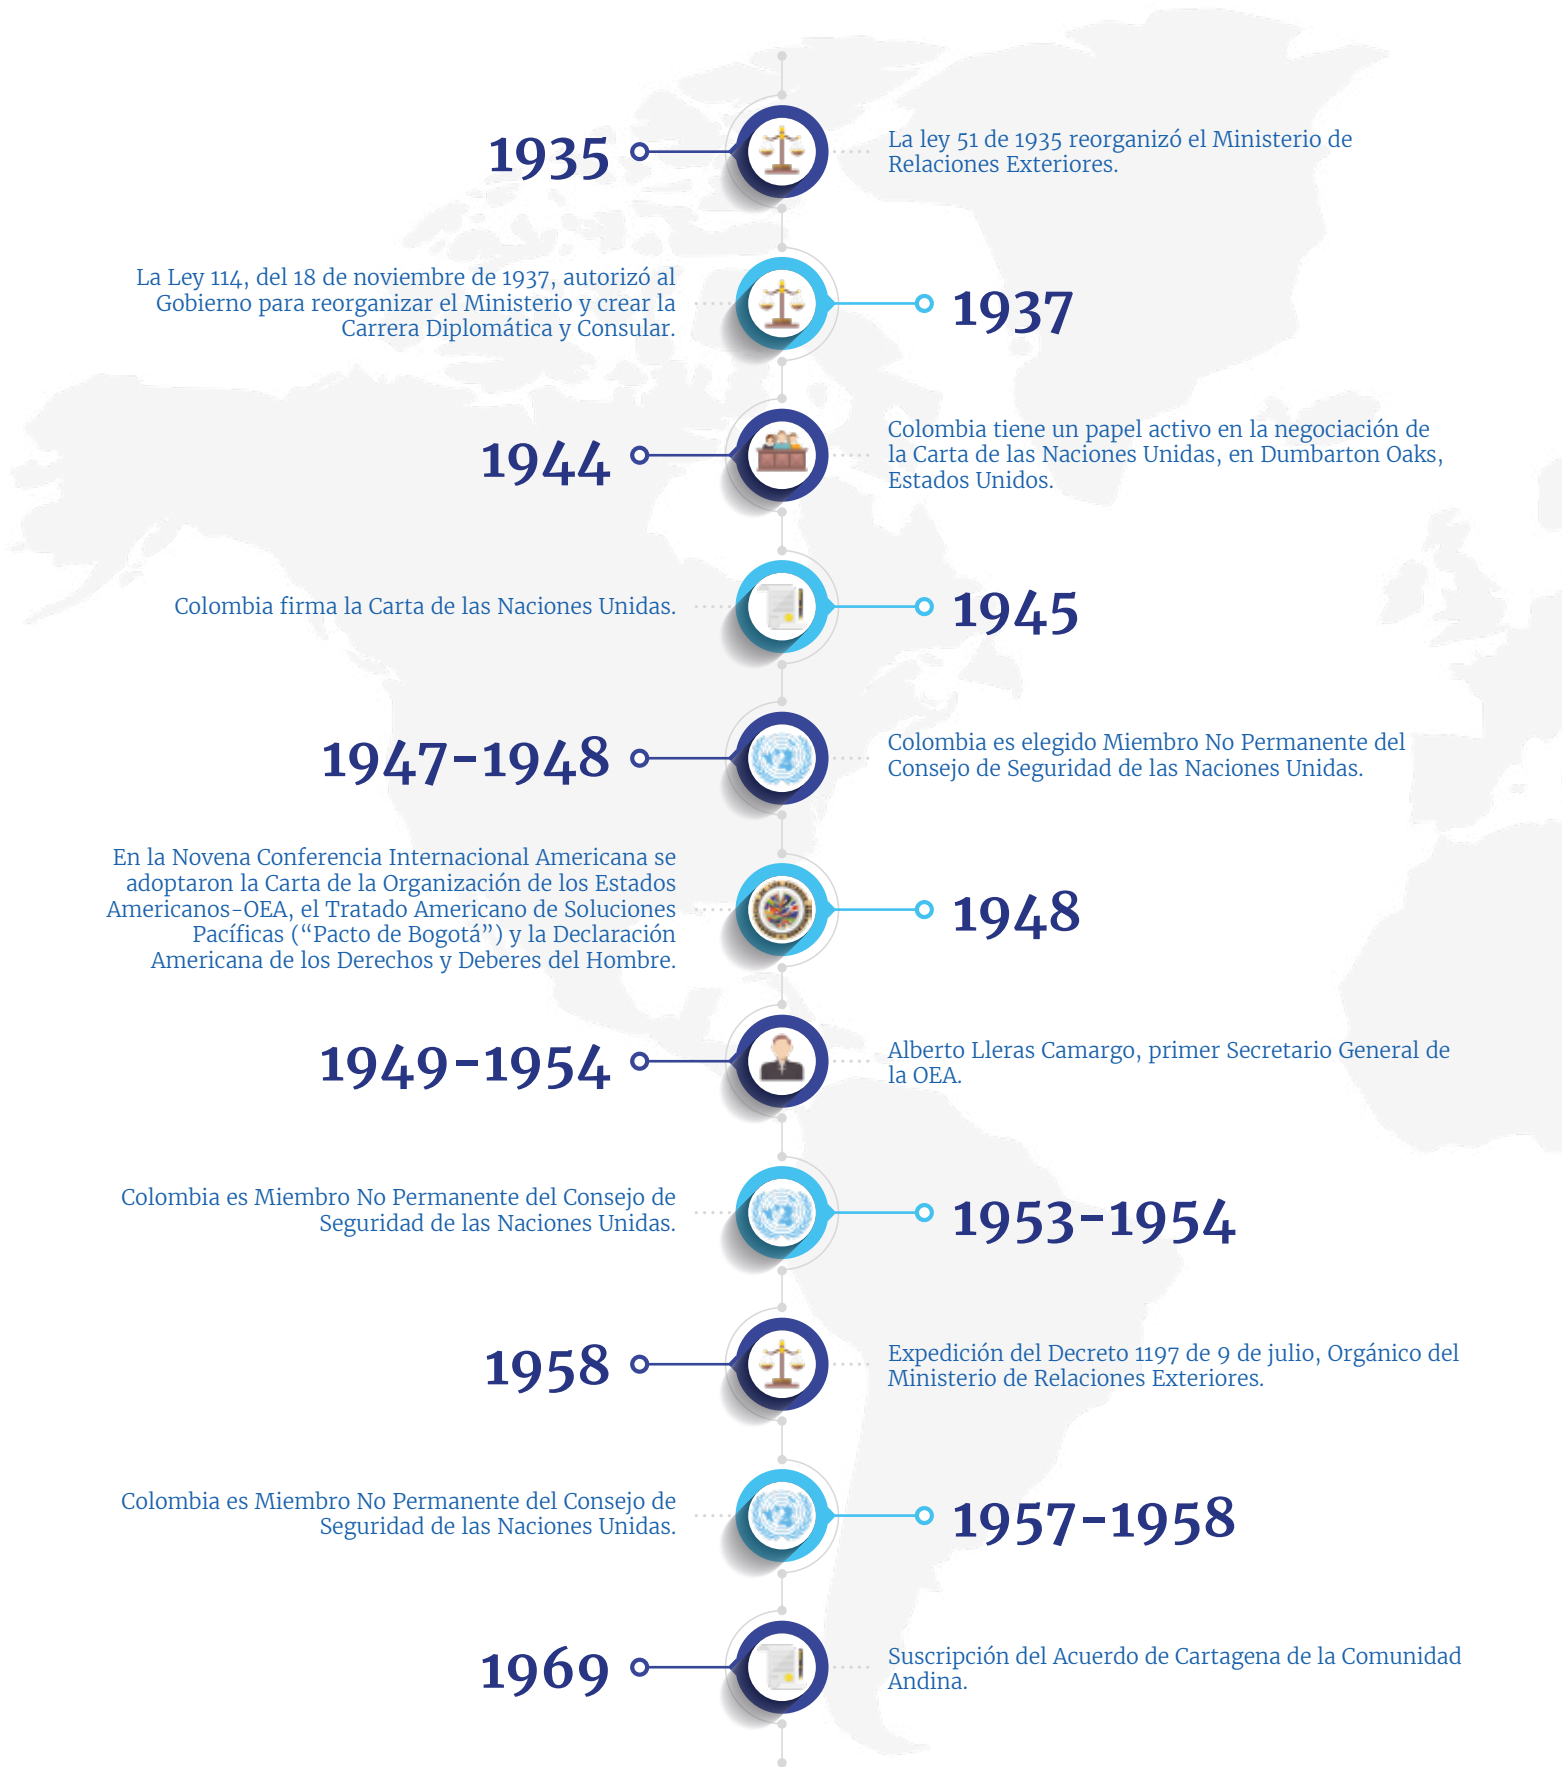 1935
La ley 51 de 1935 reorganizó el Ministerio de
Relaciones Exteriores.
La Ley 114, del 18 de noviembre de 1937, autorizó al
Gobierno para reorganizar el Ministerio y crear la
Carrera Diplomática y Consular.
1937
1944
Colombia tiene un papel activo en la negociación de
la Carta de las Naciones Unidas, en Dumbarton Oaks,
Estados Unidos.
Colombia firma la Carta de las Naciones Unidas.
1945
1947-1948
Colombia es elegido Miembro No Permanente del
Consejo de Seguridad de las Naciones Unidas.
En la Novena Conferencia Internacional Americana se
adoptaron la Carta de la Organización de los Estados
Americanos-OEA, el Tratado Americano de Soluciones
Pacíficas (“Pacto de Bogotá”) y la Declaración
Americana de los Derechos y Deberes del Hombre.
1948
1949-1954
Alberto Lleras Camargo, primer Secretario General de
la OEA.
Colombia es Miembro No Permanente del Consejo de
Seguridad de las Naciones Unidas.
1953-1954
1958
Expedición del Decreto 1197 de 9 de julio, Orgánico del
Ministerio de Relaciones Exteriores.
Colombia es Miembro No Permanente del Consejo de
Seguridad de las Naciones Unidas.
1957-1958
1969
Suscripción del Acuerdo de Cartagena de la Comunidad
Andina.